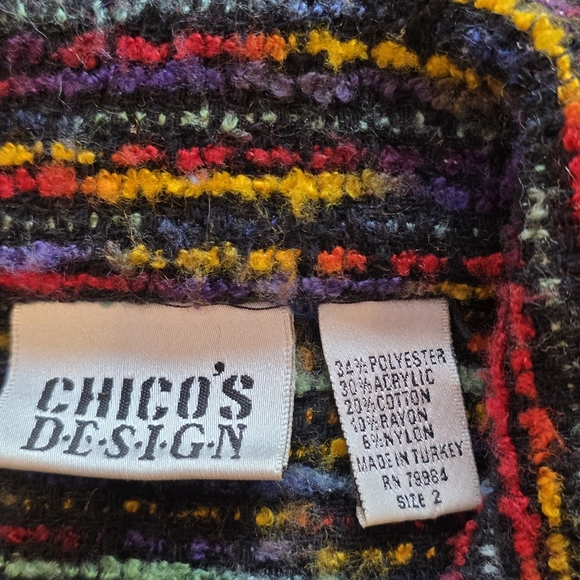 CHICO'S
D·E·S·I·G·N
34% POLYESTER
30% ACRYLIC
20% COTTON
10% RAYON
6% NYLON
MADE IN TURKEY
RN 79984
SIZE 2